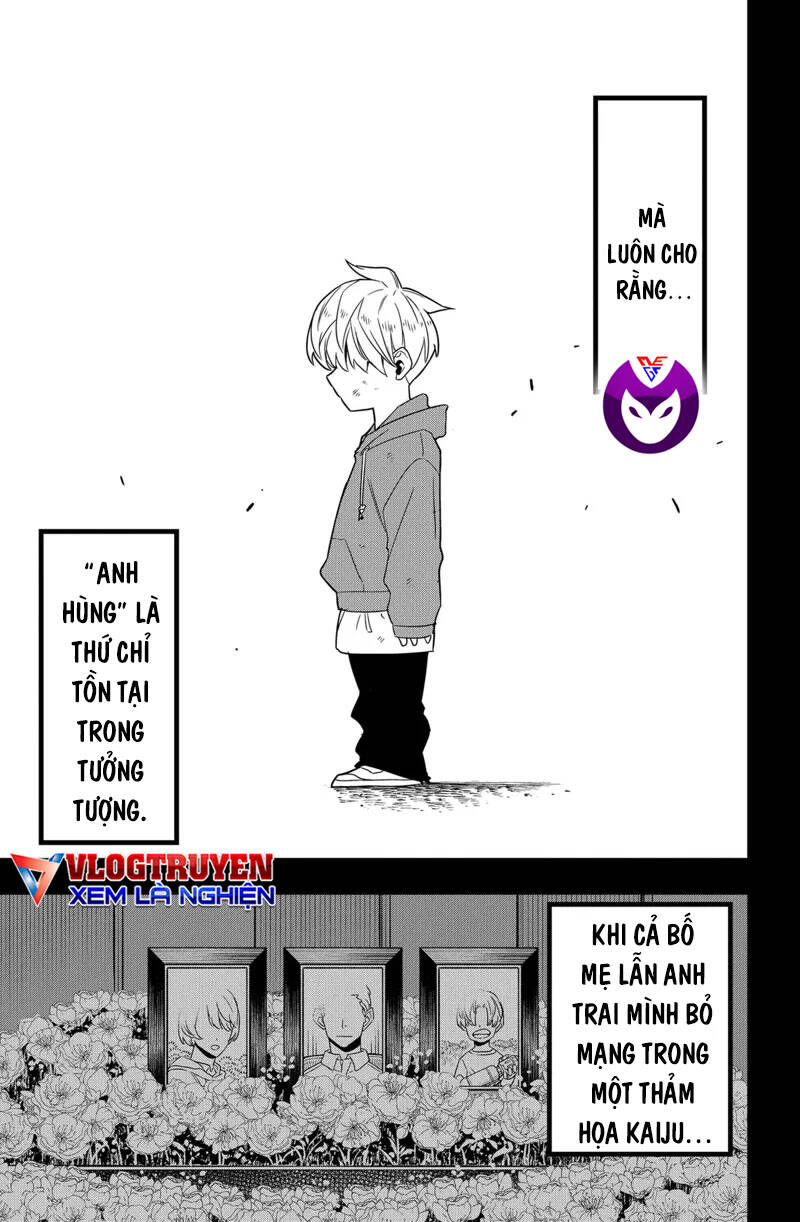 MÀ
LUÔN CHO
RẰNG...
"ANH
HÙNG" LÀ
THỨ CHỈ
TỒN TẠI
TRONG
TƯỞNG
TƯỢNG.
VLOGTRUYEN
XEM LÀ NGHIỆN
KHI CẢ BỐ
MẸ LẪN ANH
TRAI MÌNH BỎ
MẠNG TRONG
MỘT THẢM
HỌA KAIJU...